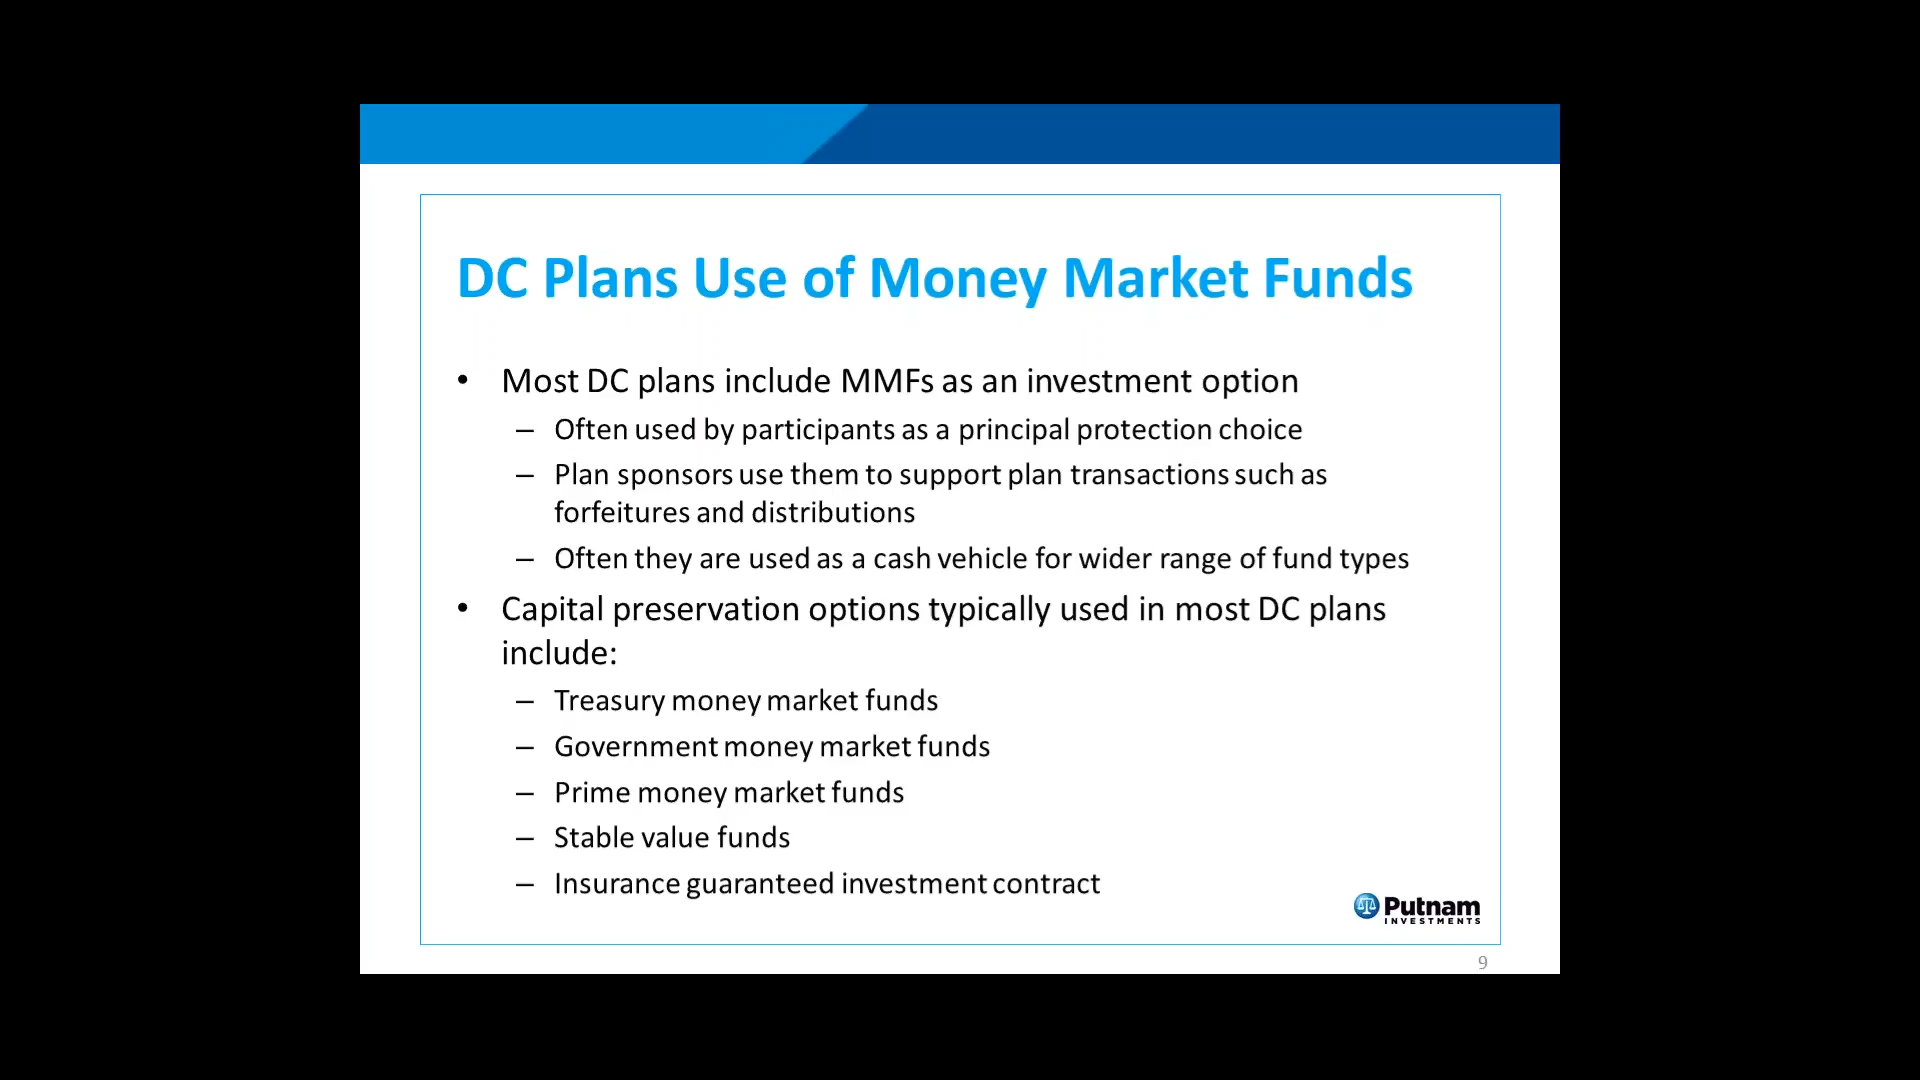 DC Plans Use of Money Market Funds
• Most DC plans include MMFs as an investment option
– Often used by participants as a principal protection choice
– Plan sponsors use them to support plan transactions such as
forfeitures and distributions
– Often they are used as a cash vehicle for wider range of fund types
• Capital preservation options typically used in most DC plans
include:
– Treasury money market funds
– Government money market funds
– Prime money market funds
– Stable value funds
– Insurance guaranteed investment contract
Putnam
INVESTMENTS
9